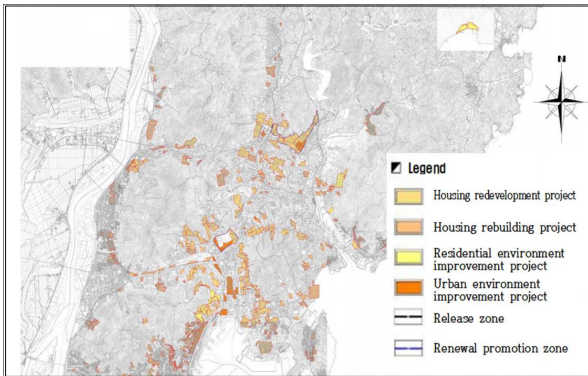 N
Legend
Housing redevelopment project
Housing rebuilding project
Residential environment
improvement project
Urban environment
improvement project
Release zone
Renewal promotion zone